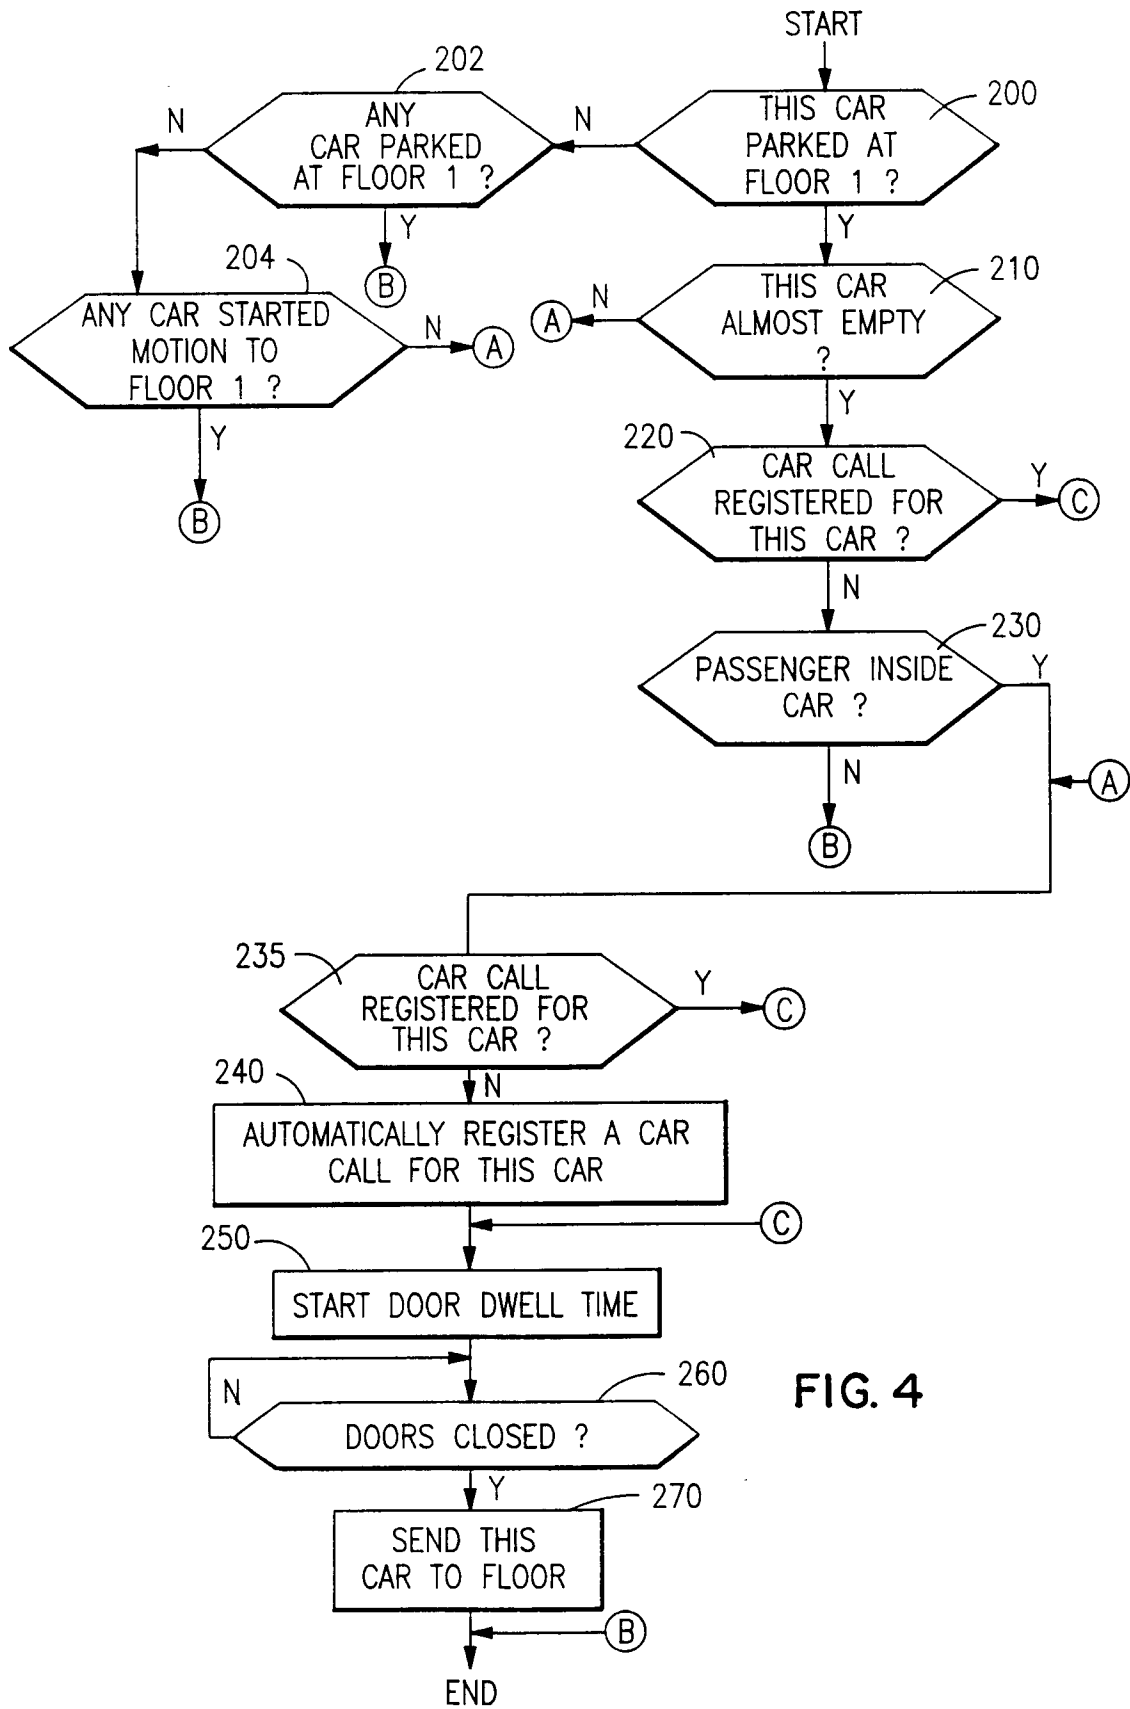 START
202
200
ANY
CAR PARKED
AT FLOOR 1 ?
N
N
THIS CAR
PARKED AT
FLOOR 1 ?
Y
B
Y
204
ANY CAR STARTED
MOTION TO
FLOOR 1 ?
N
A
Y
B
210
THIS CAR
ALMOST EMPTY
?
N
A
Y
220
CAR CALL
REGISTERED FOR
THIS CAR ?
Y
C
N
230
PASSENGER INSIDE
CAR ?
Y
N
A
B
235
CAR CALL
REGISTERED FOR
THIS CAR ?
Y
C
N
240
AUTOMATICALLY REGISTER A CAR
CALL FOR THIS CAR
C
250
START DOOR DWELL TIME
N
260
DOORS CLOSED ?
FIG. 4
Y
270
SEND THIS
CAR TO FLOOR
B
END